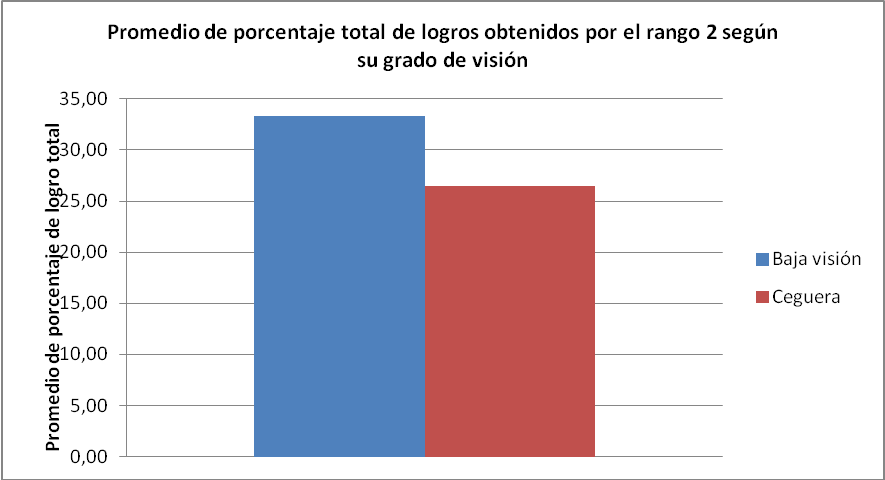 Promedio de porcentaje total de logros obtenidos por el rango 2 según
su grado de visión
Promedio de porcentaje de logro total
35,00
30,00
25,00
20,00
15,00
10,00
5,00
0,00
Baja visión
Ceguera